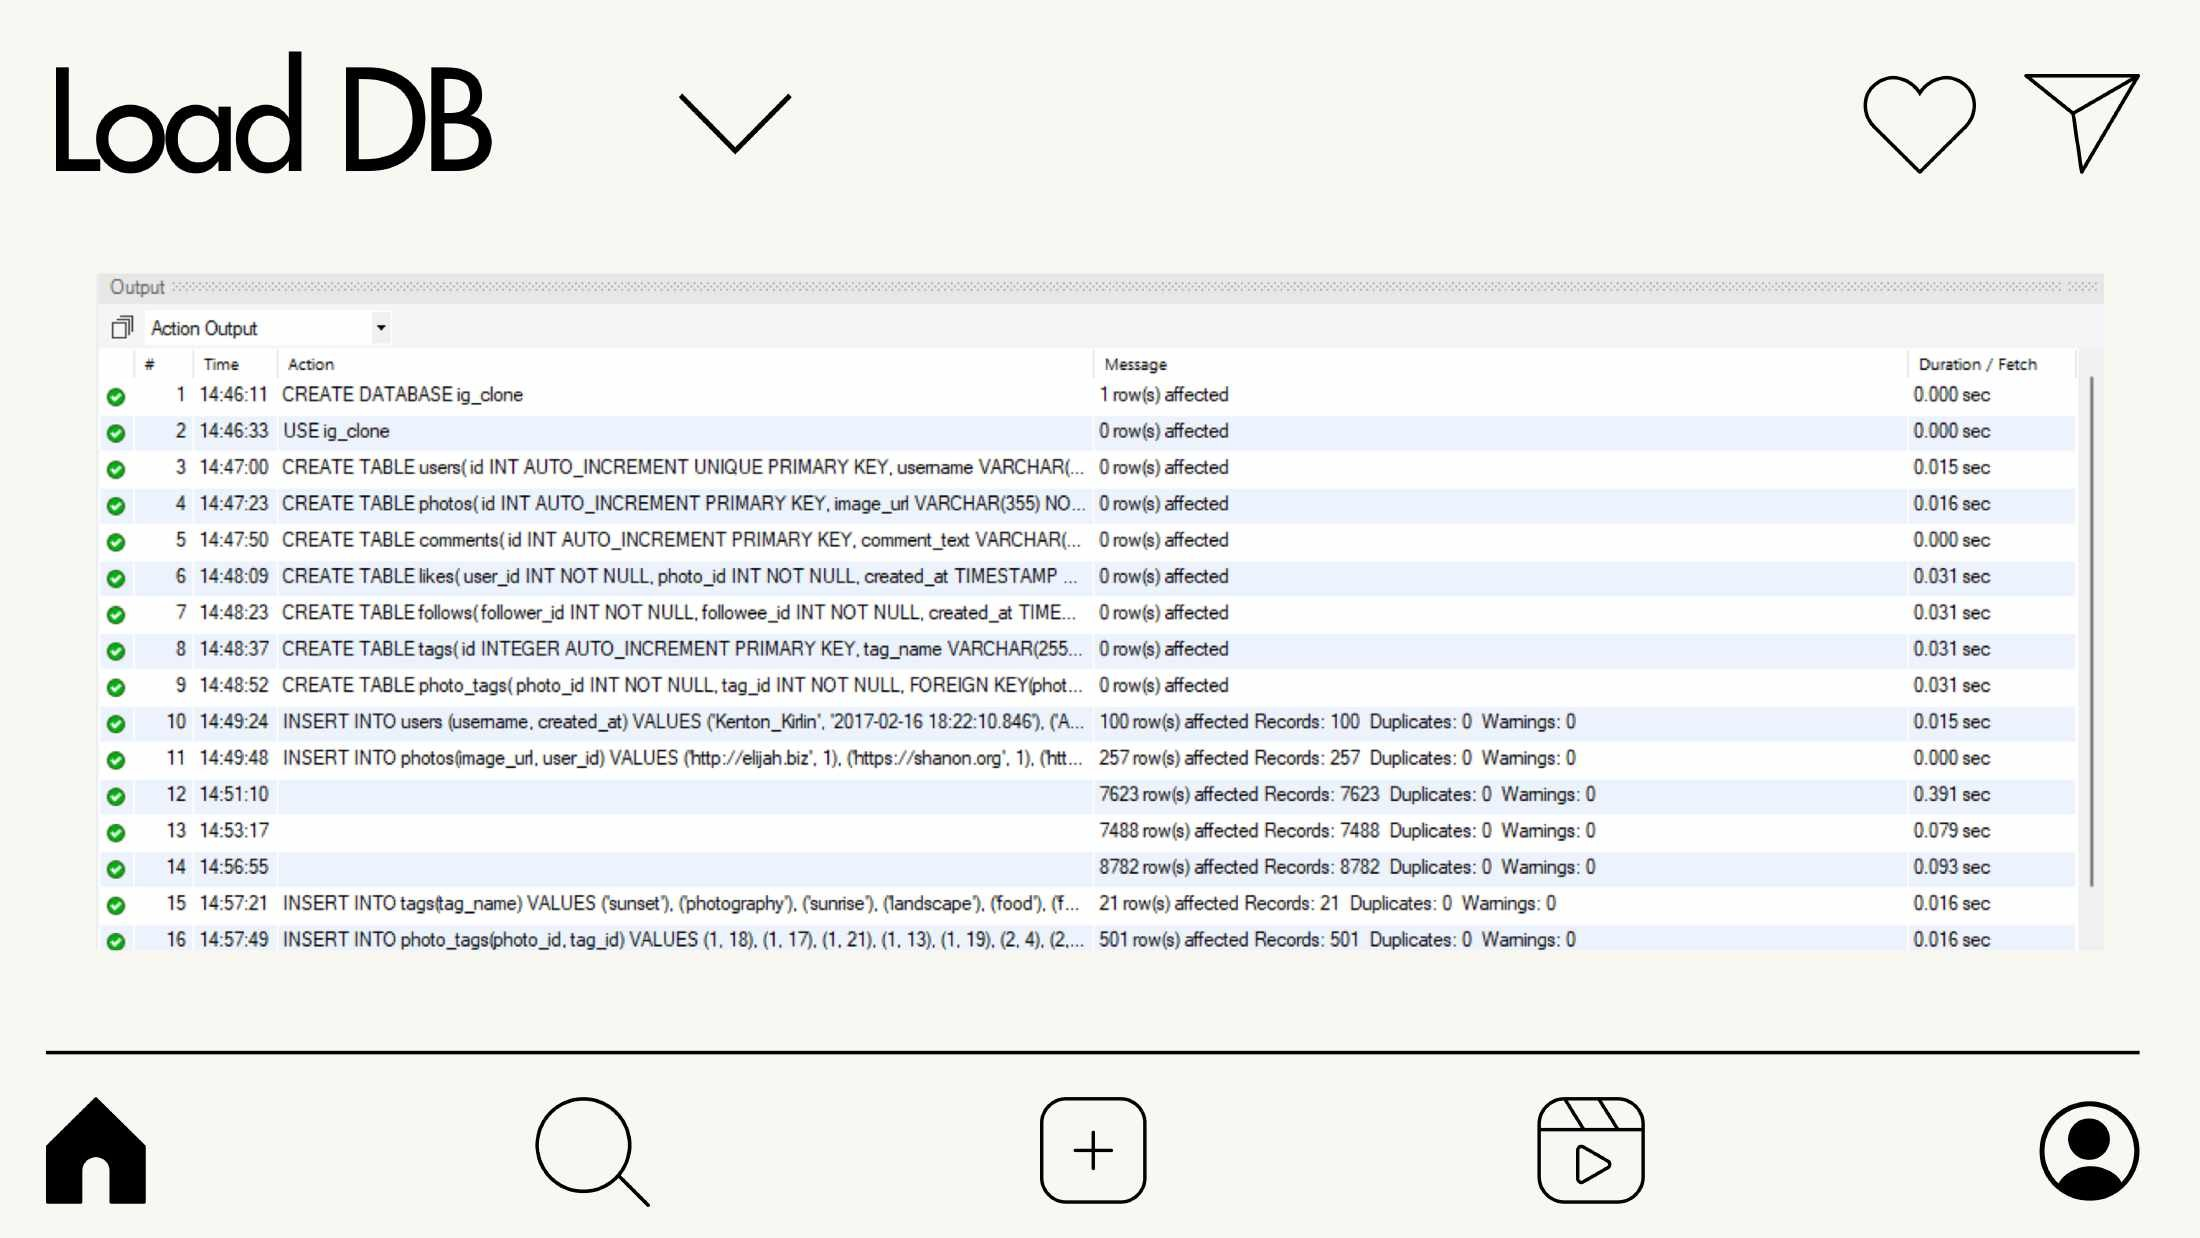 Load DB
Output
Action Output
# Time Action Message Duration / Fetch
1 14:46:11 CREATE DATABASE ig_clone 1 row(s) affected 0.000 sec
2 14:46:33 USE ig_clone 0 row(s) affected 0.000 sec
3 14:47:00 CREATE TABLE users( id INT AUTO_INCREMENT UNIQUE PRIMARY KEY, username VARCHAR(... 0 row(s) affected 0.015 sec
4 14:47:23 CREATE TABLE photos( id INT AUTO_INCREMENT PRIMARY KEY, image_url VARCHAR(355) NO... 0 row(s) affected 0.016 sec
5 14:47:50 CREATE TABLE comments( id INT AUTO_INCREMENT PRIMARY KEY, comment_text VARCHAR(... 0 row(s) affected 0.000 sec
6 14:48:09 CREATE TABLE likes( user_id INT NOT NULL, photo_id INT NOT NULL, created_at TIMESTAMP ... 0 row(s) affected 0.031 sec
7 14:48:23 CREATE TABLE follows( follower_id INT NOT NULL, followee_id INT NOT NULL, created_at TIME... 0 row(s) affected 0.031 sec
8 14:48:37 CREATE TABLE tags( id INTEGER AUTO_INCREMENT PRIMARY KEY, tag_name VARCHAR(255... 0 row(s) affected 0.031 sec
9 14:48:52 CREATE TABLE photo_tags( photo_id INT NOT NULL, tag_id INT NOT NULL, FOREIGN KEY(phot... 0 row(s) affected 0.031 sec
10 14:49:24 INSERT INTO users (username, created_at) VALUES ('Kenton_Kirlin', '2017-02-16 18:22:10.846'), ('A... 100 row(s) affected Records: 100 Duplicates: 0 Warnings: 0 0.015 sec
11 14:49:48 INSERT INTO photos(image_url, user_id) VALUES ('http://elijah.biz', 1), ('https://shanon.org', 1), ('htt... 257 row(s) affected Records: 257 Duplicates: 0 Warnings: 0 0.000 sec
12 14:51:10 7623 row(s) affected Records: 7623 Duplicates: 0 Warnings: 0 0.391 sec
13 14:53:17 7488 row(s) affected Records: 7488 Duplicates: 0 Warnings: 0 0.079 sec
14 14:56:55 8782 row(s) affected Records: 8782 Duplicates: 0 Warnings: 0 0.093 sec
15 14:57:21 INSERT INTO tags(tag_name) VALUES ('sunset'), ('photography'), ('sunrise'), ('landscape'), ('food'), ('f... 21 row(s) affected Records: 21 Duplicates: 0 Warnings: 0 0.016 sec
16 14:57:49 INSERT INTO photo_tags(photo_id, tag_id) VALUES (1, 18), (1, 17), (1, 21), (1, 13), (1, 19), (2, 4), (2,... 501 row(s) affected Records: 501 Duplicates: 0 Warnings: 0 0.016 sec